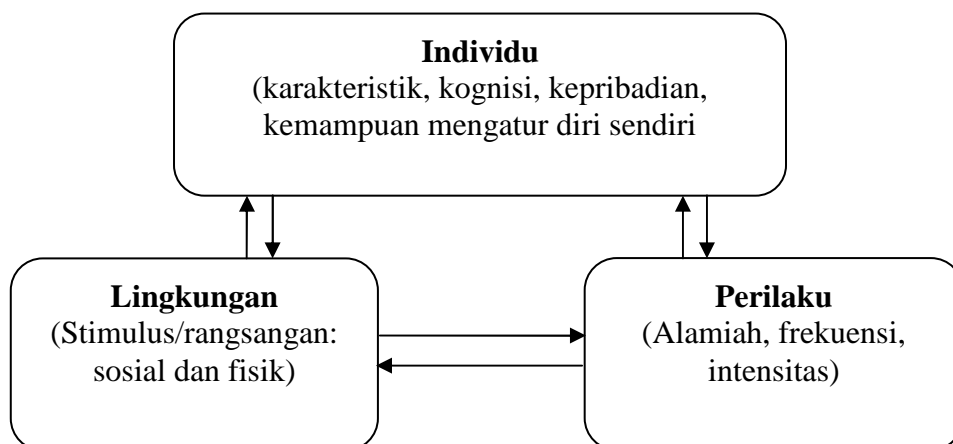 Individu
(karakteristik, kognisi, kepribadian,
kemampuan mengatur diri sendiri
Lingkungan
(Stimulus/rangsangan:
sosial dan fisik)
Perilaku
(Alamiah, frekuensi,
intensitas)